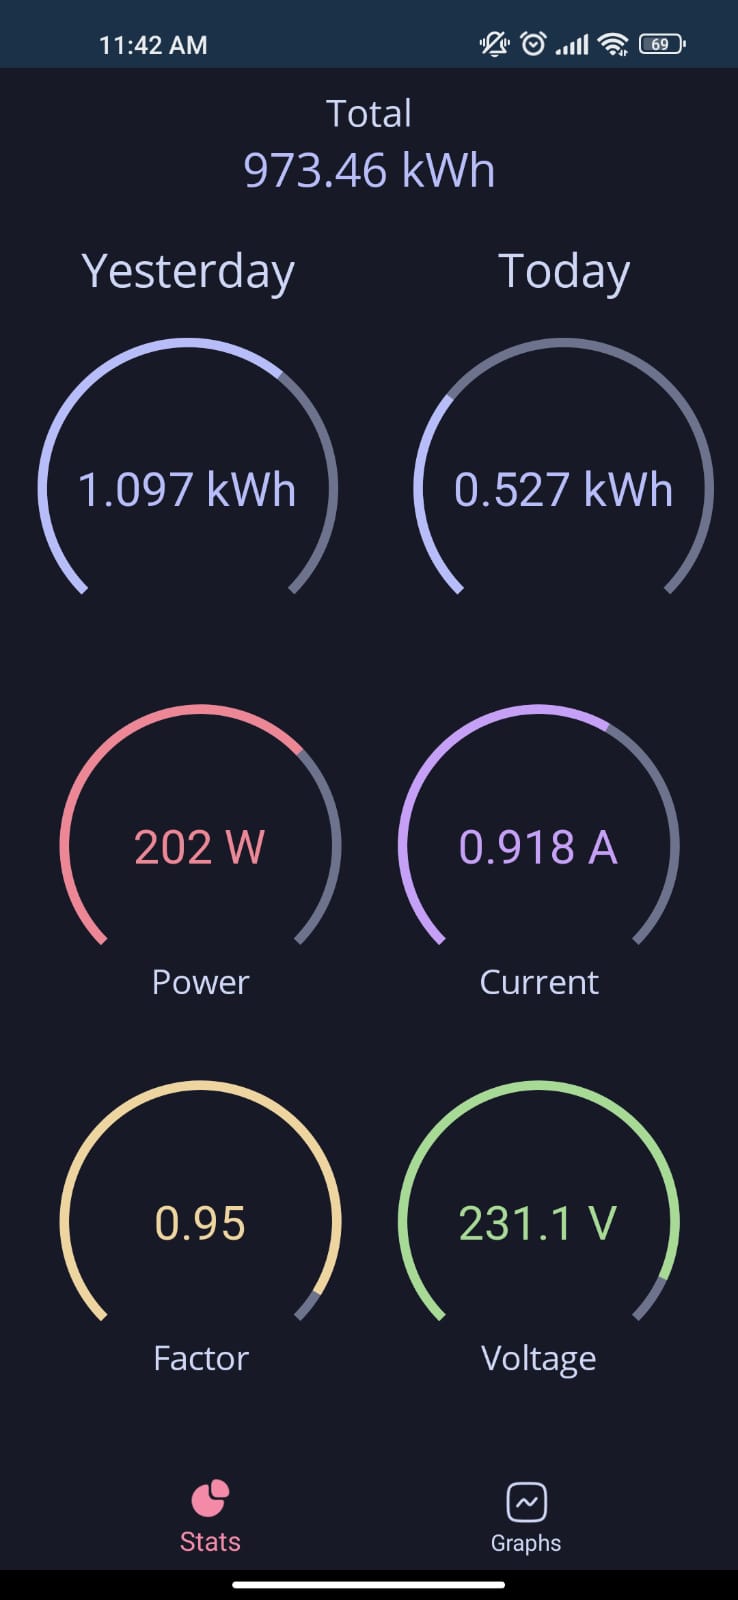 11:42 AM
69
Total
973.46 kWh
Yesterday
Today
1.097 kWh
0.527 kWh
202 W
0.918 A
Power
Current
0.95
231.1 V
Factor
Voltage
Stats
Graphs